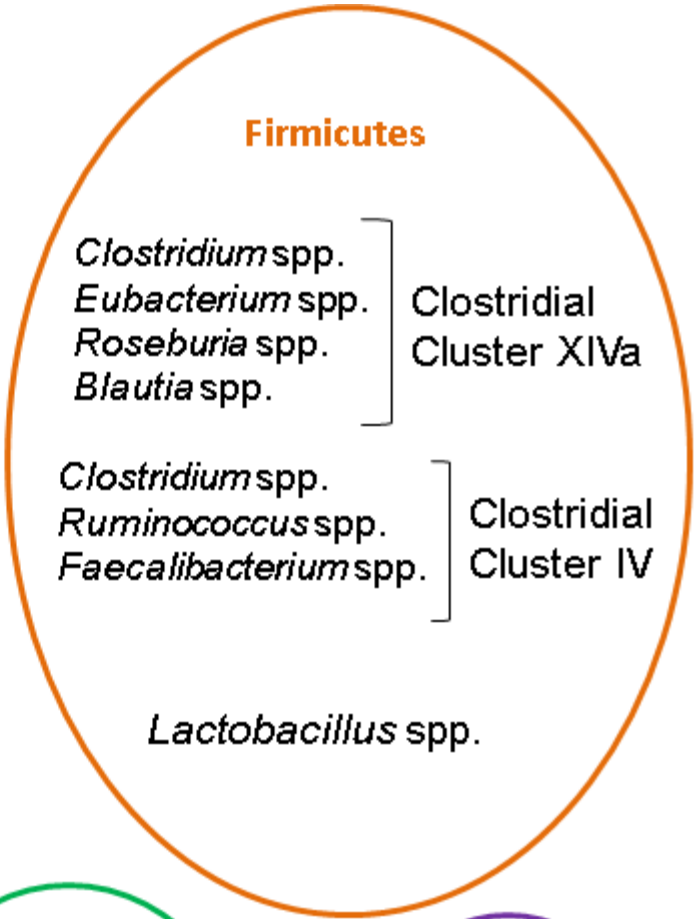 Firmicutes
Clostridium spp.
Eubacterium spp.
Roseburia spp.
Blautia spp.
Clostridial
Cluster XIVa
Clostridium spp.
Ruminococcus spp.
Faecalibacterium spp.
Clostridial
Cluster IV
Lactobacillus spp.